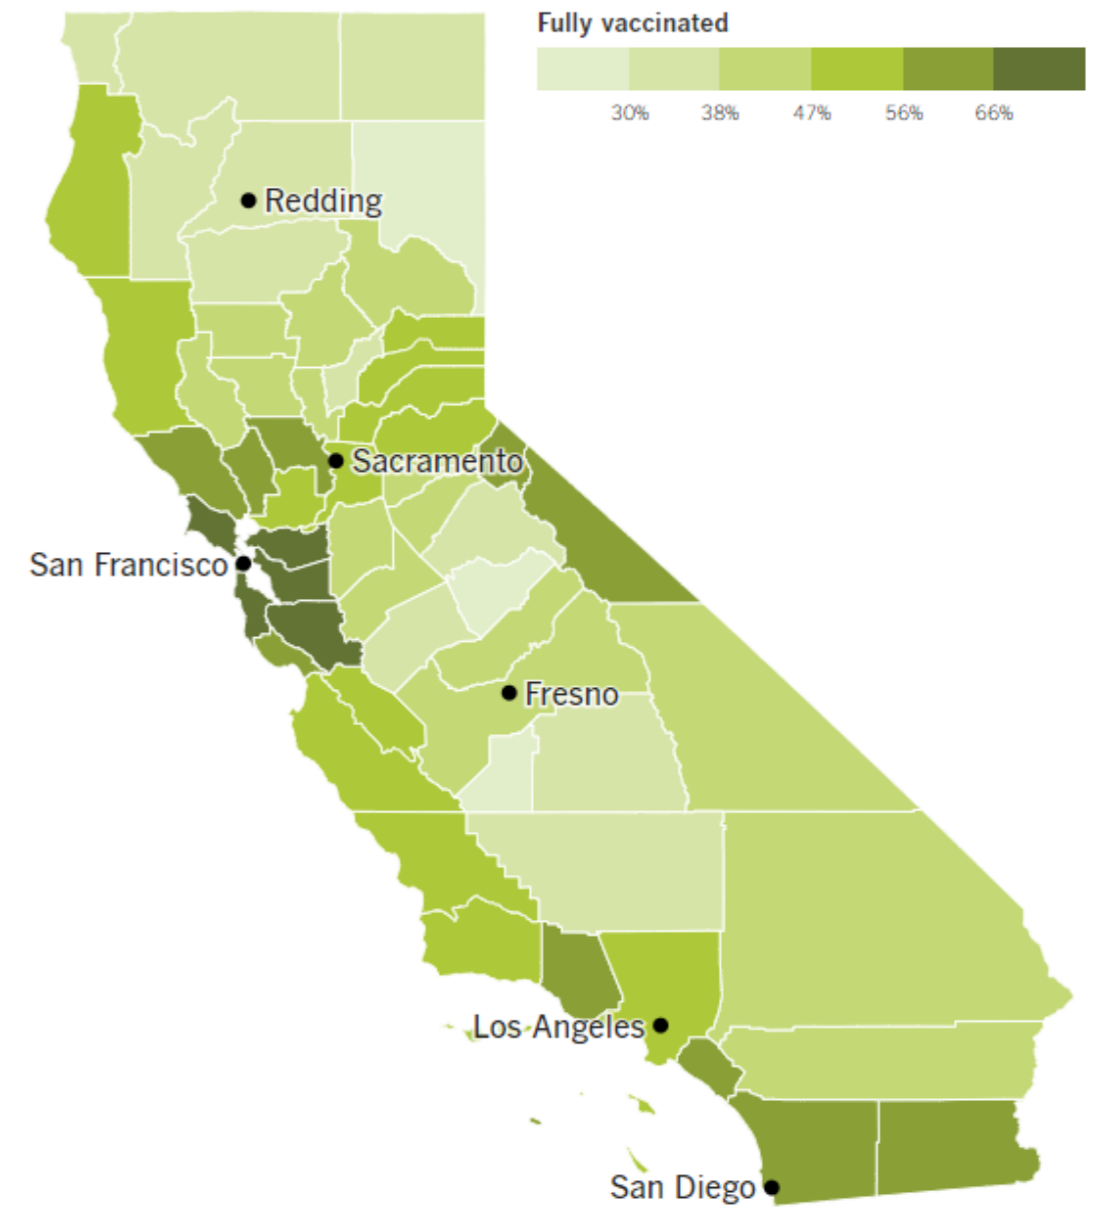 Fully vaccinated
30% 38% 47% 56% 66%
Redding
Sacramento
San Francisco
Fresno
Los Angeles
San Diego